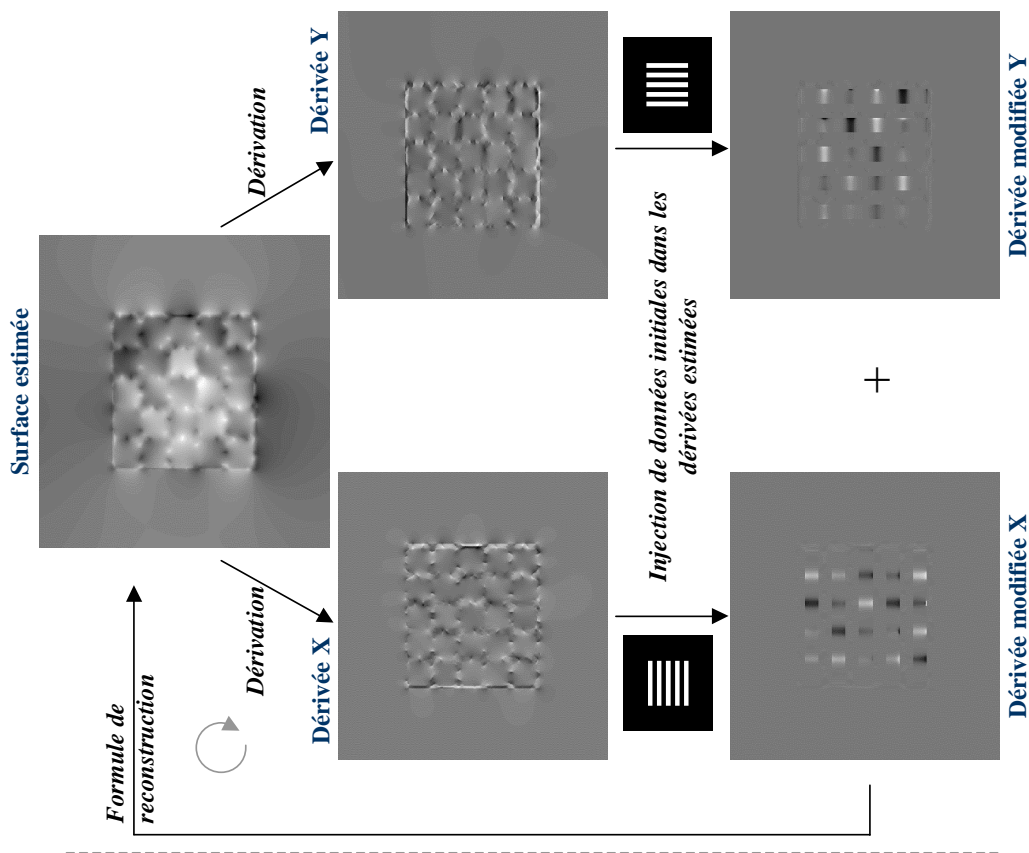 Surface estimée
Formule de
reconstruction
Dérivation
Dérivation
Dérivée X
Dérivée Y
Injection de données initiales dans les
dérivées estimées
+
Dérivée modifiée X
Dérivée modifiée Y